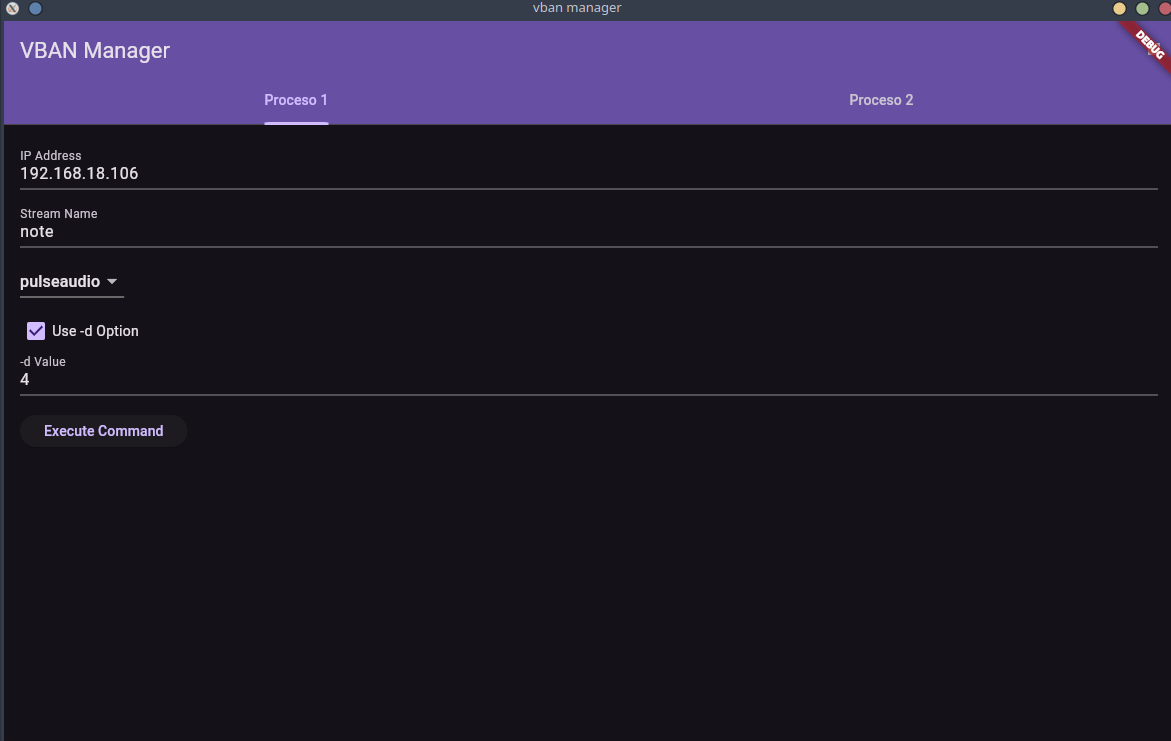 vban manager
VBAN Manager
DEBUG
Proceso 1
Proceso 2
IP Address
192.168.18.106
Stream Name
note
pulseaudio
Use -d Option
-d Value
4
Execute Command